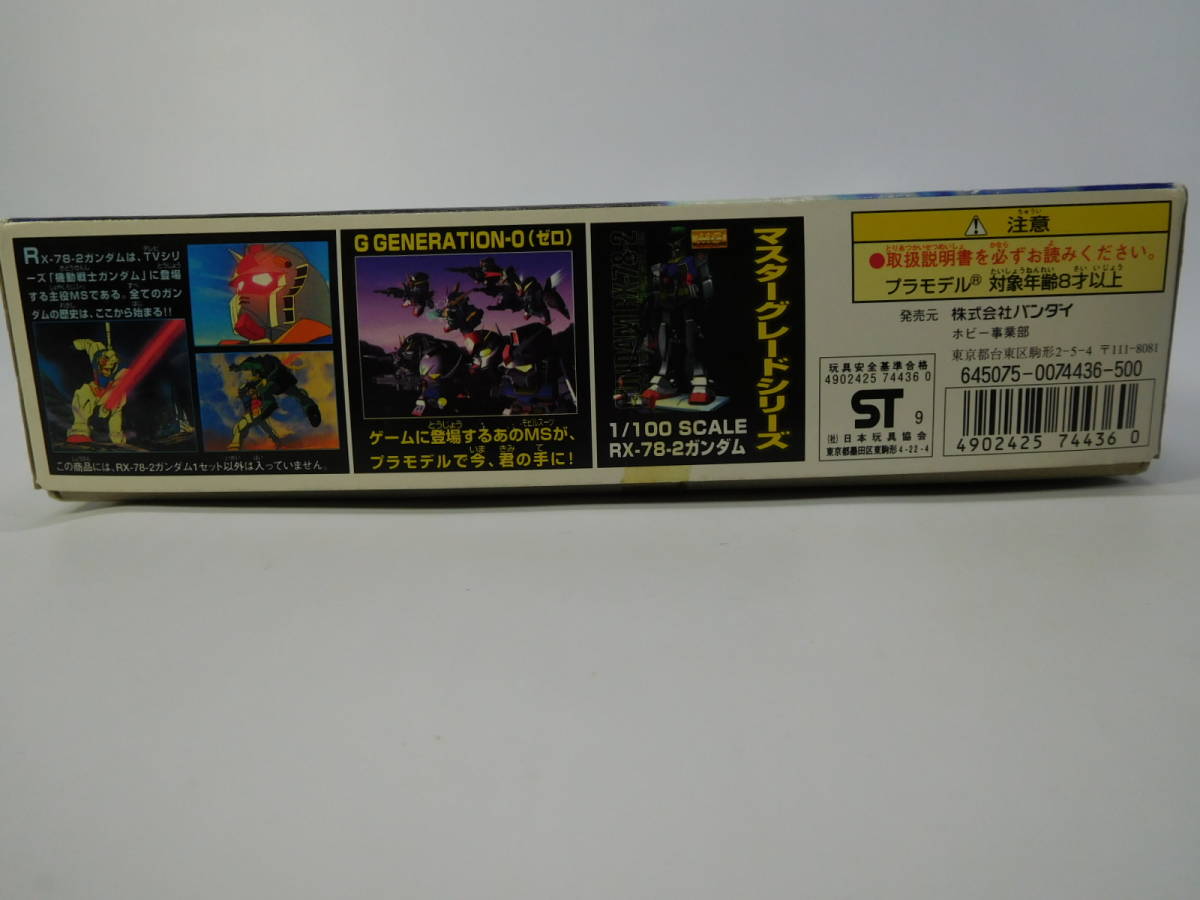 RX-78-2ガンダムは、TVシリ
ーズ「機動戦士ガンダム」に登場
する主役MSである。全てのガン
ダムの歴史は、ここから始まる!!
この商品には、RX-78-2ガンダム1セット以外は入っていません。
G GENERATION-0(ゼロ)
ゲームに登場するあのMSが、
プラモデルで今、君の手に!
マスターグレードシリーズ
1/100 SCALE
RX-78-2ガンダム
注意
●取扱説明書を必ずお読みください。
プラモデル® 対象年齢8才以上
発売元 株式会社バンダイ
ホビー事業部
東京都台東区駒形2-5-4 〒111-8081
玩具安全基準合格
4902425 74436 0
ST 9
(社)日本玩具協会
東京都墨田区東駒形4-22-4
645075-0074436-500
4902425 744360